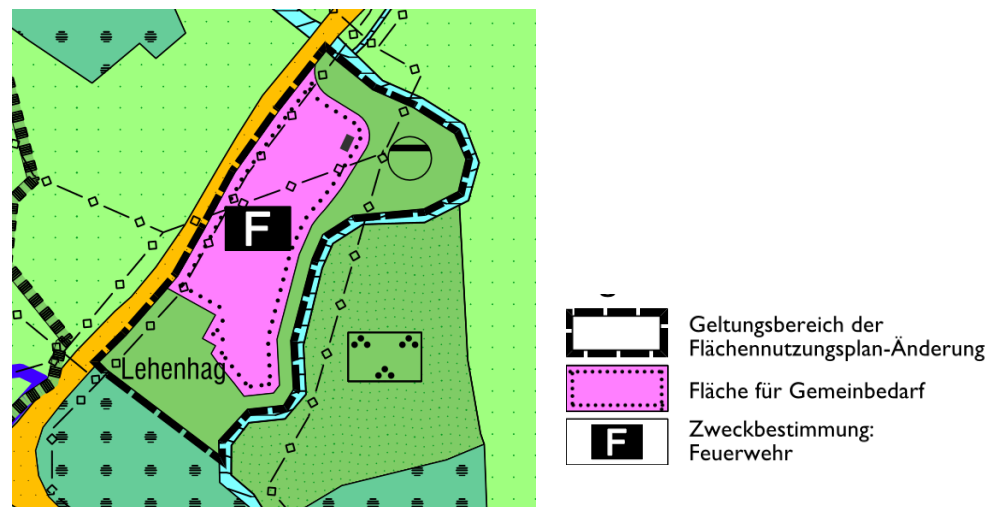 F
Lehenhag
Geltungsbereich der
Flächennutzungsplan-Änderung
Fläche für Gemeinbedarf
F
Zweckbestimmung:
Feuerwehr